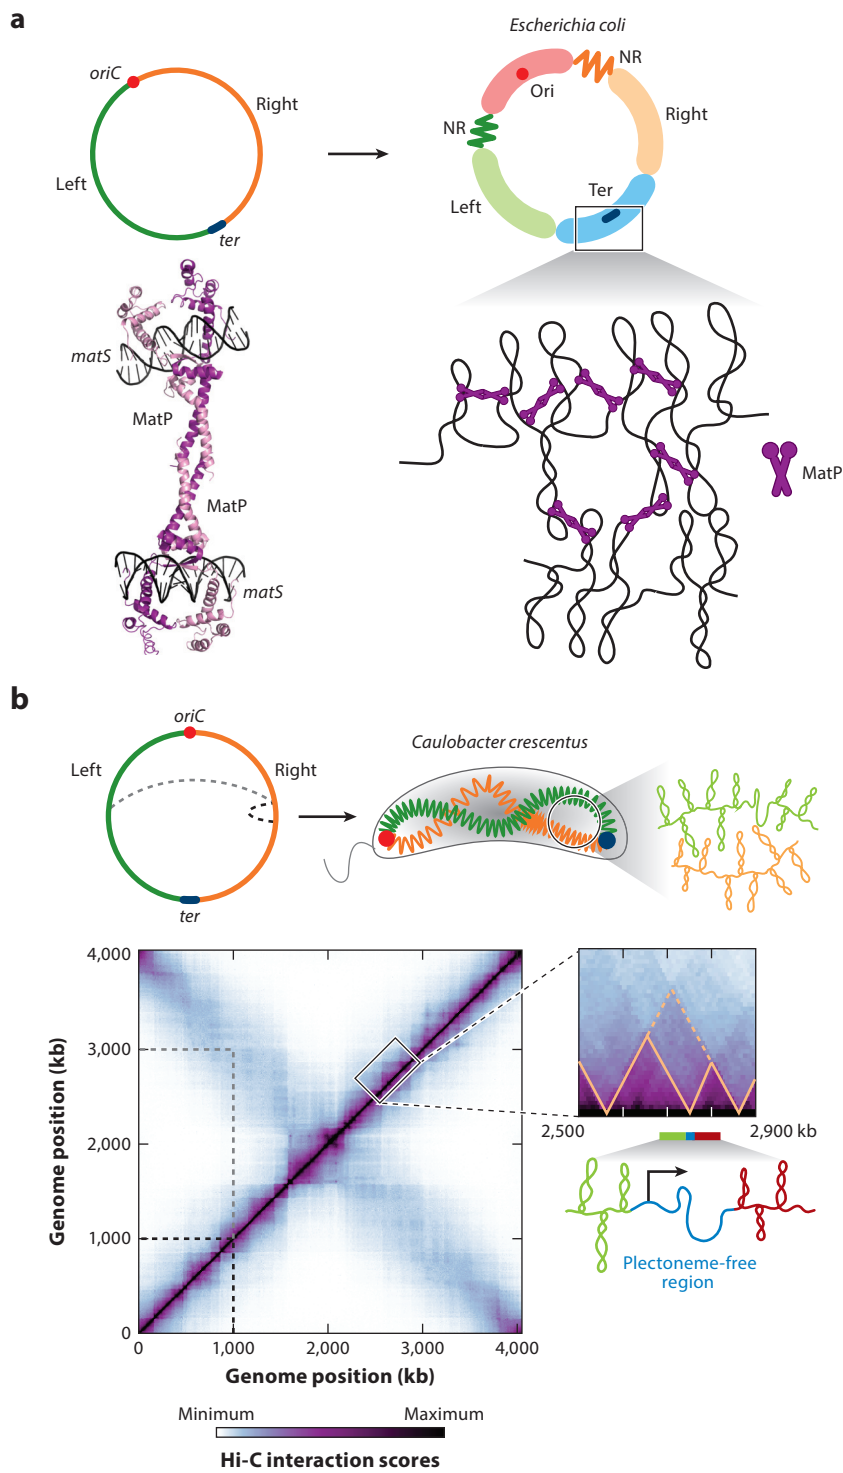 a
Escherichia coli
oriC
Right
Left
ter
NR
Ori
NR
Right
Left
Ter
matS
MatP
MatP
matS
MatP
b
oriC
Left
Right
ter
Caulobacter crescentus
4,000
3,000
2,000
1,000
0
Genome position (kb)
0
1,000
2,000
3,000
4,000
Genome position (kb)
2,500
2,900 kb
Plectoneme-free
region
Minimum
Maximum
Hi-C interaction scores